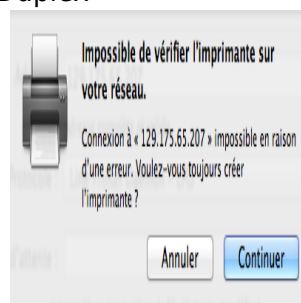 Duplex
Impossible de vérifier l'imprimante sur
votre réseau.
Connexion à « 129.175.65.207 » impossible en raison
d'une erreur. Voulez-vous toujours créer
l'imprimante ?
Annuler
Continuer